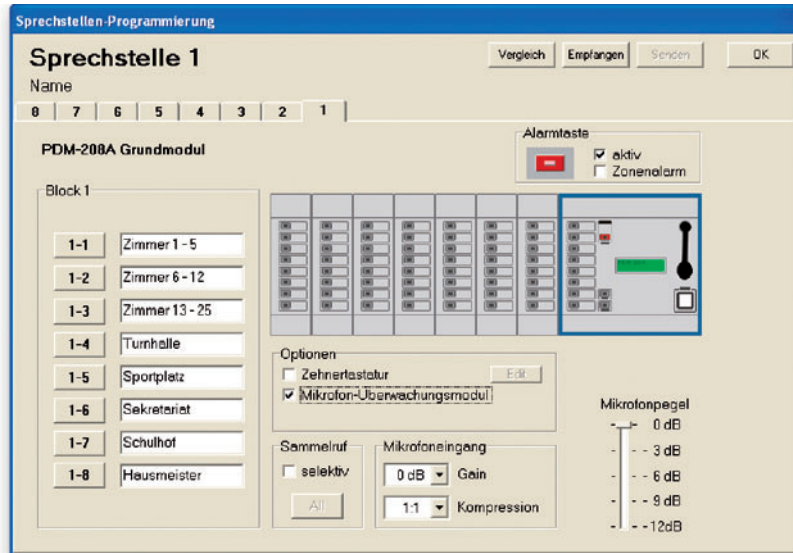 Sprechstellen-Programmierung
Sprechstelle 1
Vergleich Empfangen Senden OK
Name
8 7 6 5 4 3 2 1
PDM-208A Grundmodul
Alarmtaste
aktiv
Zonenalarm
Block 1
1-1 Zimmer 1 - 5
1-2 Zimmer 6 - 12
1-3 Zimmer 13 - 25
1-4 Turnhalle
1-5 Sportplatz
1-6 Sekretariat
1-7 Schulhof
1-8 Hausmeister
Optionen
Zehnertastatur Edit
Mikrofon-Überwachungsmodul
Sammelruf
selektiv
All
Mikrofoneingang
0 dB Gain
1:1 Kompression
Mikrofonpegel
- 0 dB
- - 3 dB
- - 6 dB
- - 9 dB
- -12dB